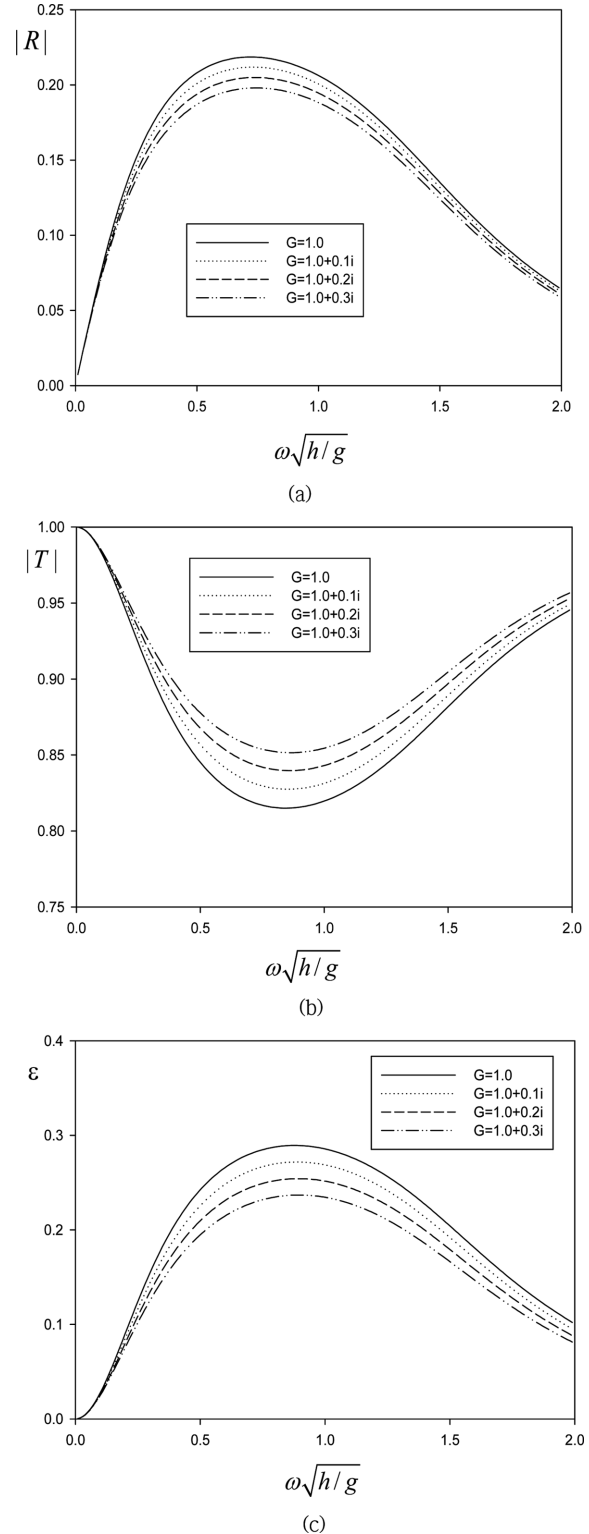 0.25
|R|
0.20
0.15
0.10
G=1.0
G=1.0+0.1i
G=1.0+0.2i
G=1.0+0.3i
0.05
0.00
0.0 0.5 1.0 1.5 2.0
ω√h/g
(a)
1.00
|T|
G=1.0
G=1.0+0.1i
G=1.0+0.2i
G=1.0+0.3i
0.95
0.90
0.85
0.80
0.75
0.0 0.5 1.0 1.5 2.0
ω√h/g
(b)
0.4
ε
G=1.0
G=1.0+0.1i
G=1.0+0.2i
G=1.0+0.3i
0.3
0.2
0.1
0.0
0.0 0.5 1.0 1.5 2.0
ω√h/g
(c)